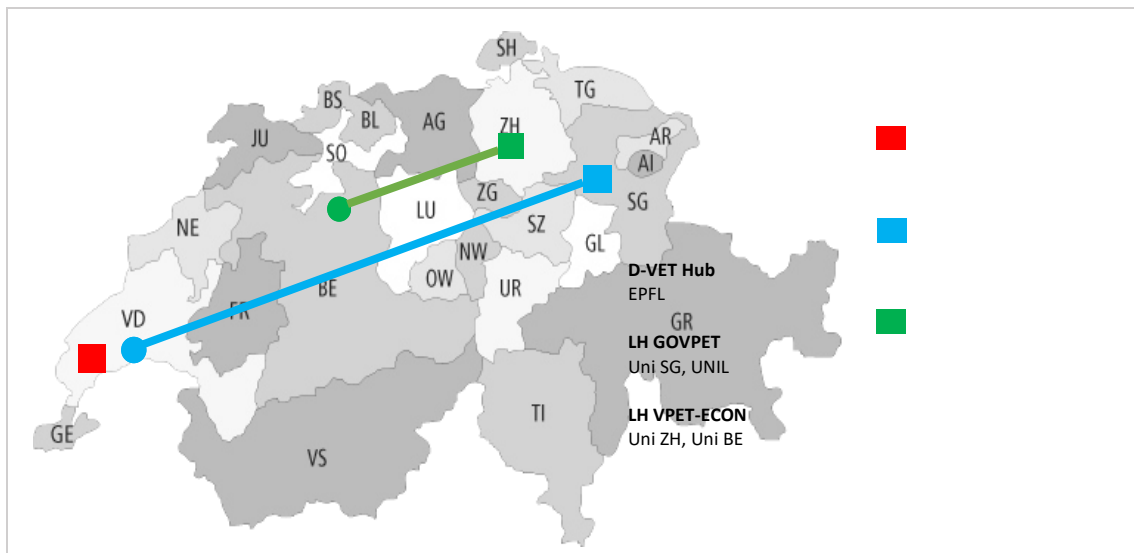 SH
BS
TG
BL
AG
ZH
JU
AR
SO
AI
ZG
SG
LU
NE
SZ
NW
GL
OW
BE
UR
D-VET Hub
EPFL
VD
FR
GR
LH GOVPET
Uni SG, UNIL
LH VPET-ECON
Uni ZH, Uni BE
TI
GE
VS